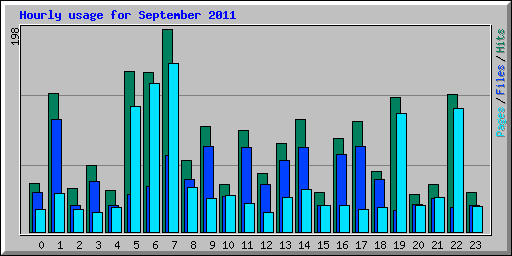 Hourly usage for September 2011
198
Pages / Files / Hits
0 1 2 3 4 5 6 7 8 9 10 11 12 13 14 15 16 17 18 19 20 21 22 23